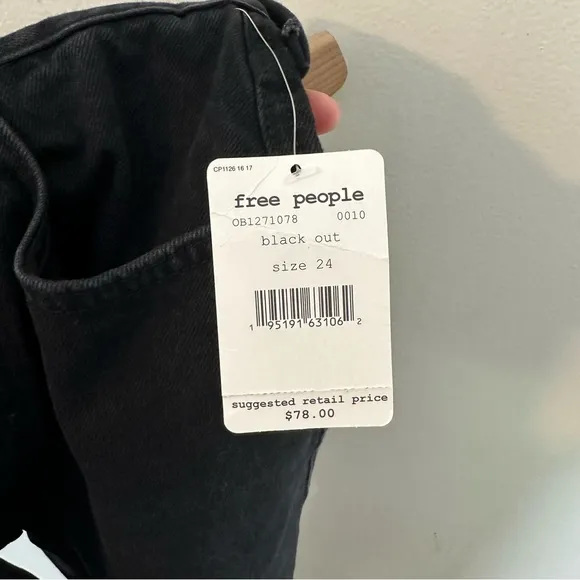 CP1126 16 17
free people
OB1271078 0010
black out
size 24
1 95191 63106 2
suggested retail price
$78.00